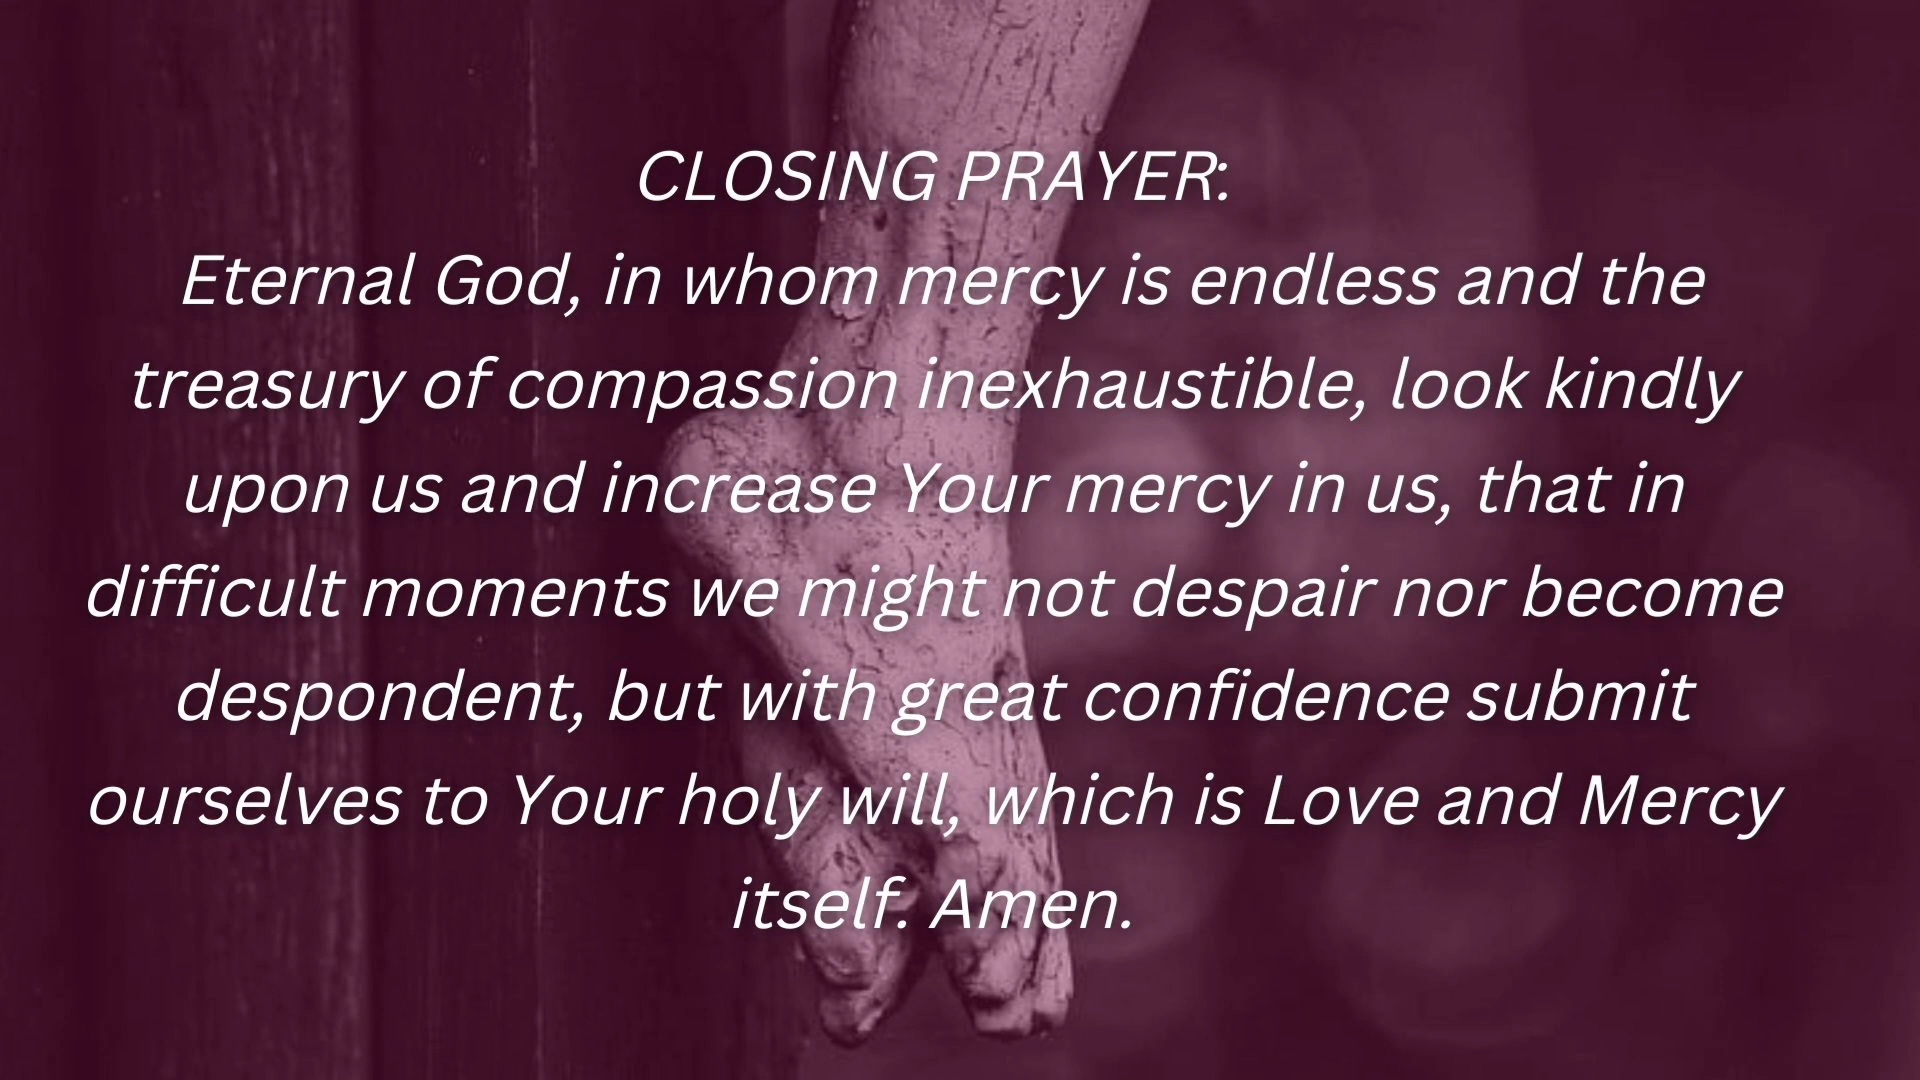 CLOSING PRAYER:
Eternal God, in whom mercy is endless and the
treasury of compassion inexhaustible, look kindly
upon us and increase Your mercy in us, that in
difficult moments we might not despair nor become
despondent, but with great confidence submit
ourselves to Your holy will, which is Love and Mercy
itself. Amen.